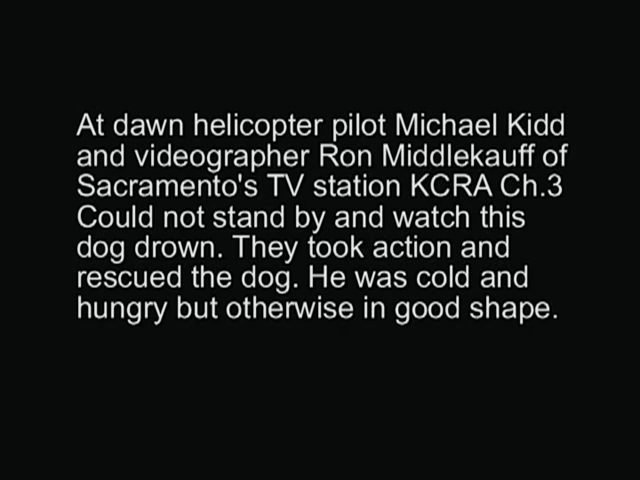 At dawn helicopter pilot Michael Kidd
and videographer Ron Middlekauff of
Sacramento's TV station KCRA Ch.3
Could not stand by and watch this
dog drown. They took action and
rescued the dog. He was cold and
hungry but otherwise in good shape.